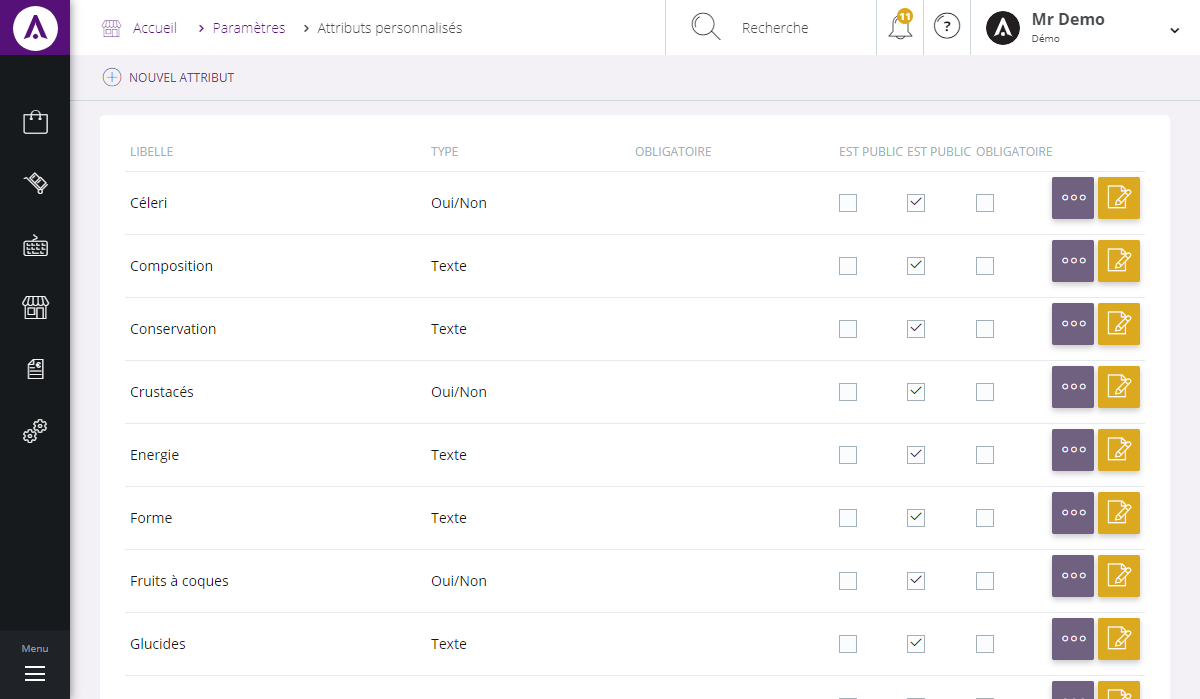 Accueil > Paramètres > Attributs personnalisés
Recherche
11
?
Mr Demo
Démo
NOUVEL ATTRIBUT
LIBELLE TYPE OBLIGATOIRE EST PUBLIC EST PUBLIC OBLIGATOIRE
Céleri Oui/Non
Composition Texte
Conservation Texte
Crustacés Oui/Non
Energie Texte
Forme Texte
Fruits à coques Oui/Non
Glucides Texte
Menu